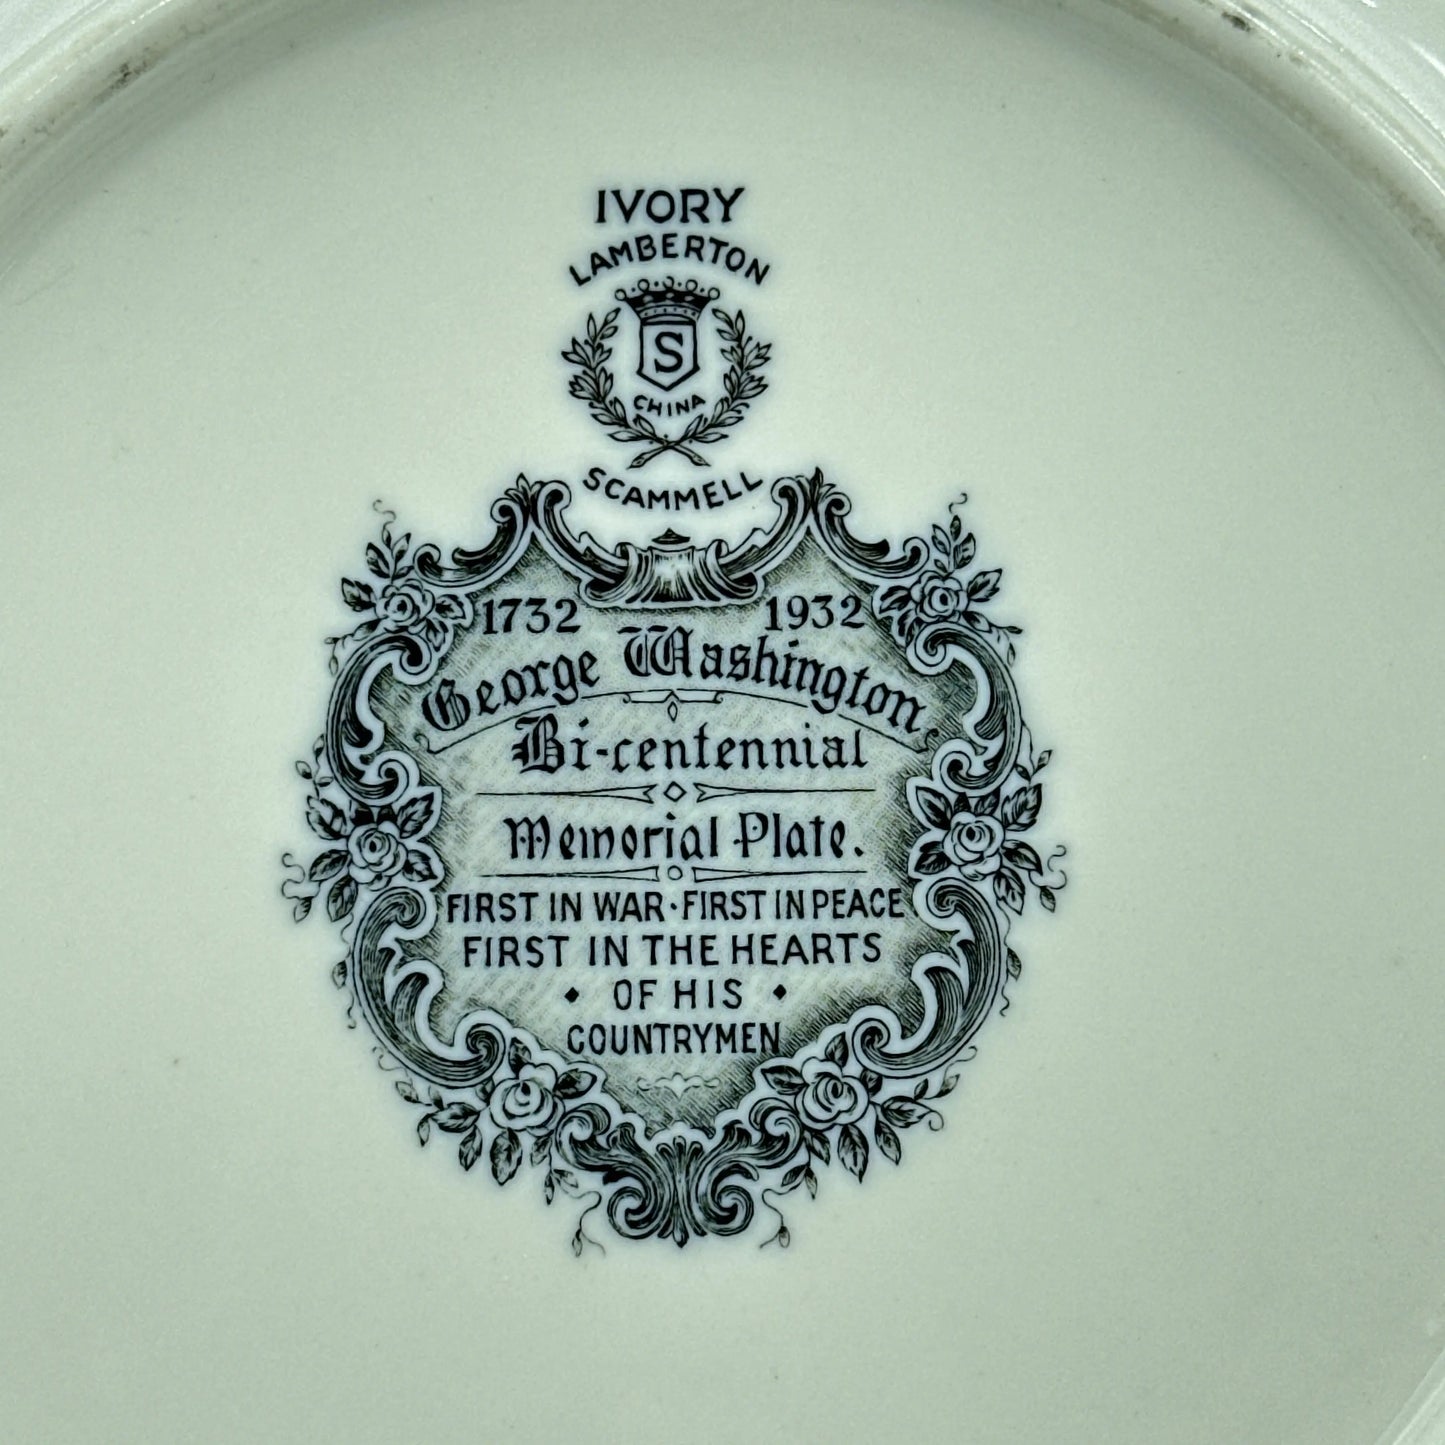 IVORY
LAMBERTON
S
CHINA
SCAMMELL
1732 1932
George Washington
Bi-centennial
Memorial Plate.
FIRST IN WAR·FIRST IN PEACE
FIRST IN THE HEARTS
• OF HIS •
COUNTRYMEN